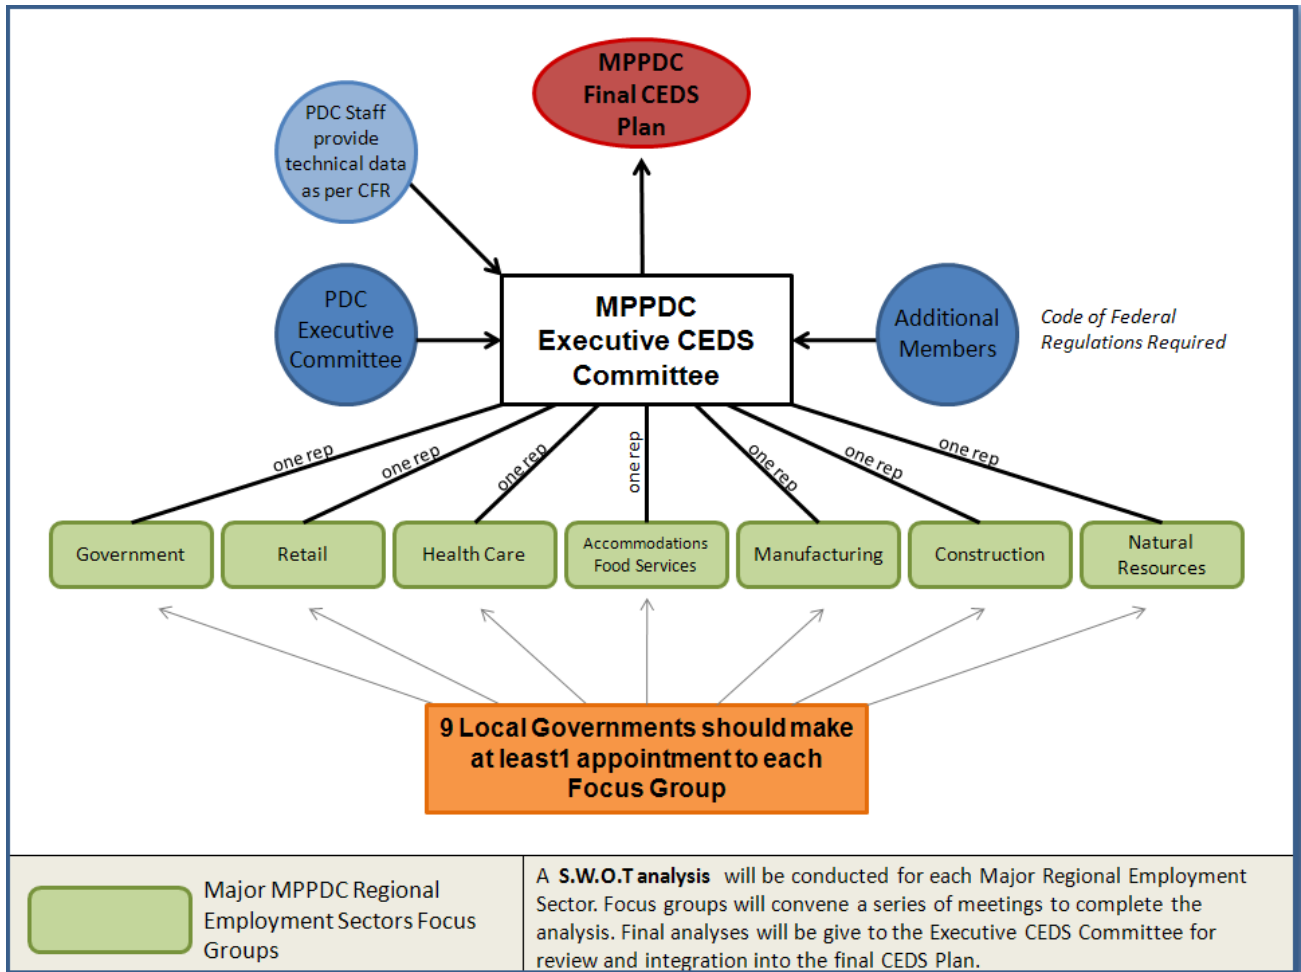 MPPDC
Final CEDS
Plan
PDC Staff
provide
technical data
as per CFR
PDC
Executive
Committee
MPPDC
Executive CEDS
Committee
Additional
Members
Code of Federal
Regulations Required
one rep
one rep
one rep
one rep
one rep
one rep
one rep
Government
Retail
Health Care
Accommodations
Food Services
Manufacturing
Construction
Natural
Resources
9 Local Governments should make
at least1 appointment to each
Focus Group
Major MPPDC Regional
Employment Sectors Focus
Groups
A S.W.O.T analysis will be conducted for each Major Regional Employment
Sector. Focus groups will convene a series of meetings to complete the
analysis. Final analyses will be give to the Executive CEDS Committee for
review and integration into the final CEDS Plan.